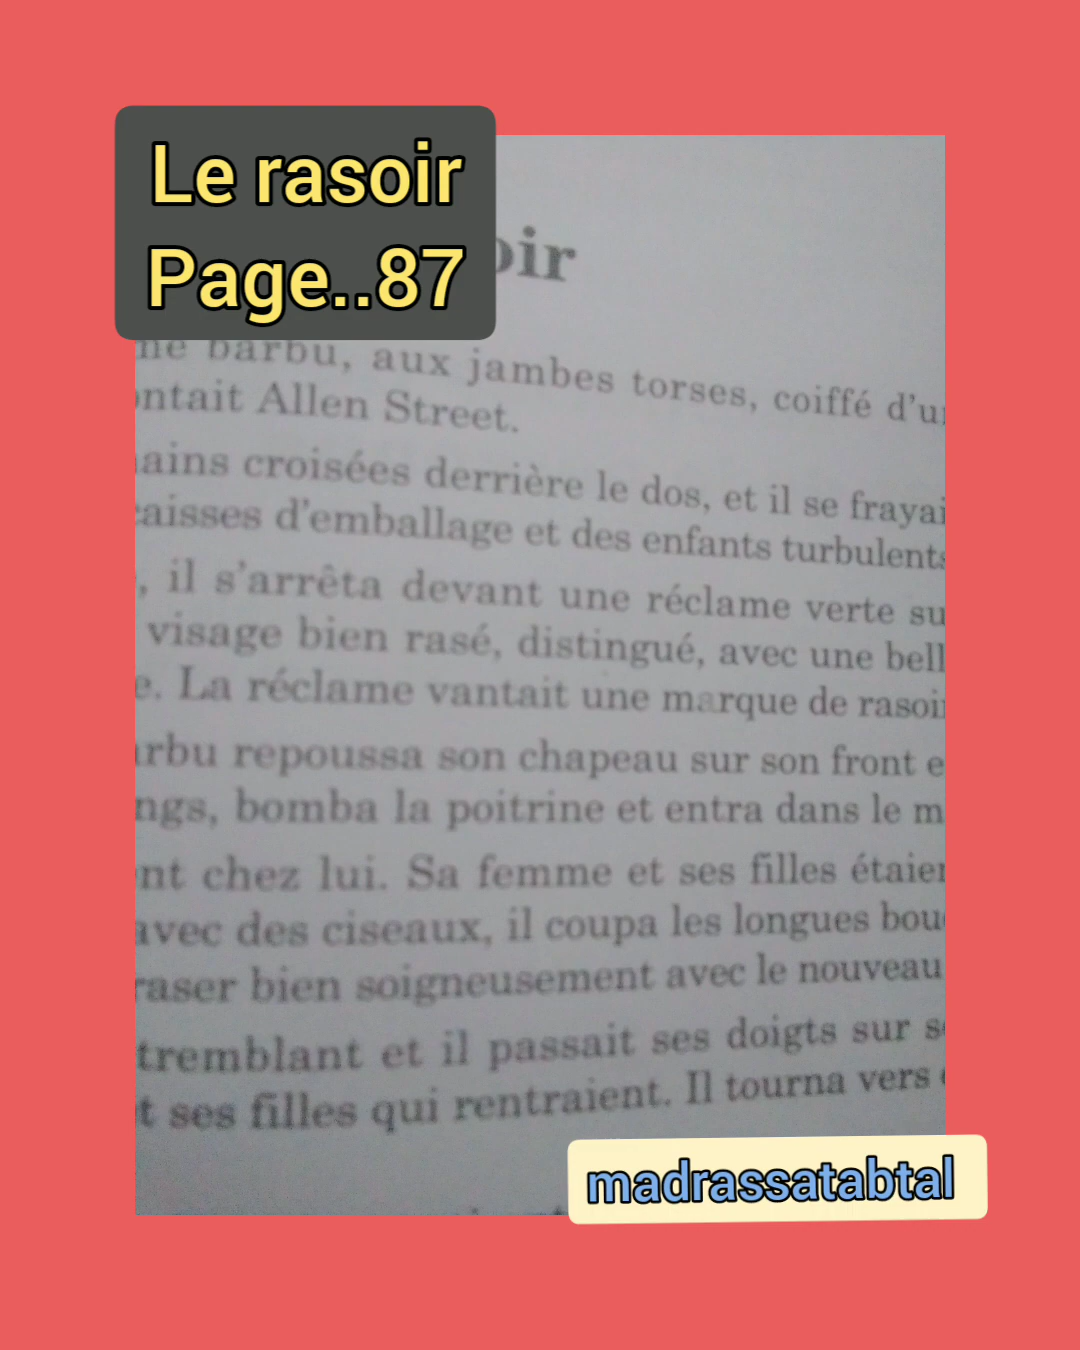 Le rasoir
Page..87
oir
barbu, aux jambes torses, coiffé d'u
ntait Allen Street.
ains croisées derrière le dos, et il se frayai
aisses d'emballage et des enfants turbulents
, il s'arrêta devant une réclame verte su
visage bien rasé, distingué, avec une bell
e. La réclame vantait une marque de rasoi
rbu repoussa son chapeau sur son front e
ngs, bomba la poitrine et entra dans le m
nt chez lui. Sa femme et ses filles étaien
avec des ciseaux, il coupa les longues bou
raser bien soigneusement avec le nouveau
tremblant et il passait ses doigts sur s
t ses filles qui rentraient. Il tourna vers
madrassatabtal